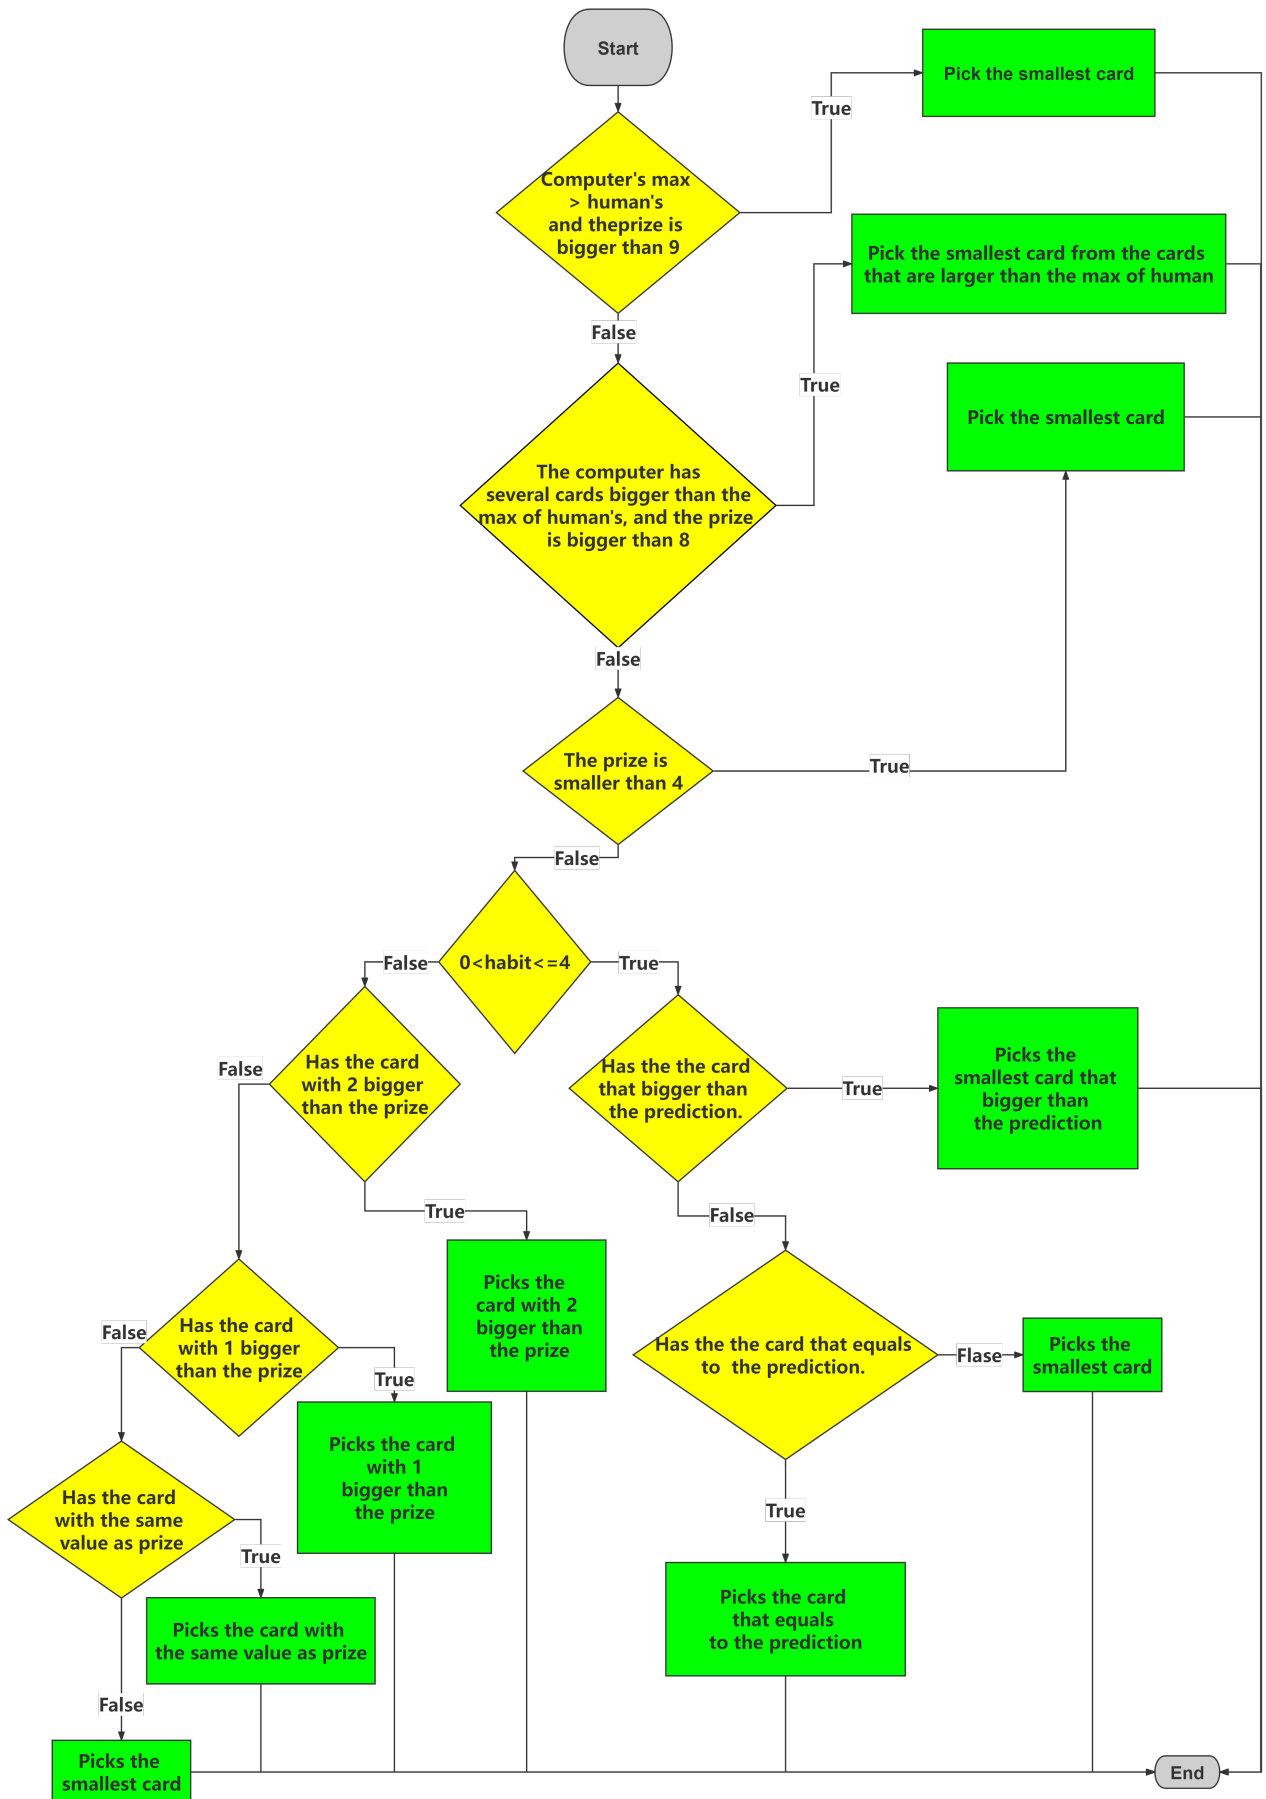 Start
Pick the smallest card
True
Computer's max
> human's
and theprize is
bigger than 9
Pick the smallest card from the cards
that are larger than the max of human
False
True
Pick the smallest card
The computer has
several cards bigger than the
max of human's, and the prize
is bigger than 8
False
The prize is
smaller than 4
True
False
0<habit<=4
False
True
Has the card
with 2 bigger
than the prize
False
Has the the card
that bigger than
the prediction.
True
Picks the
smallest card that
bigger than
the prediction
True
False
Picks the
card with 2
bigger than
the prize
Has the card
with 1 bigger
than the prize
False
True
Has the the card that equals
to the prediction.
Flase
Picks the
smallest card
Picks the card
with 1
bigger than
the prize
Has the card
with the same
value as prize
True
True
Picks the card with
the same value as prize
Picks the card
that equals
to the prediction
False
Picks the
smallest card
End